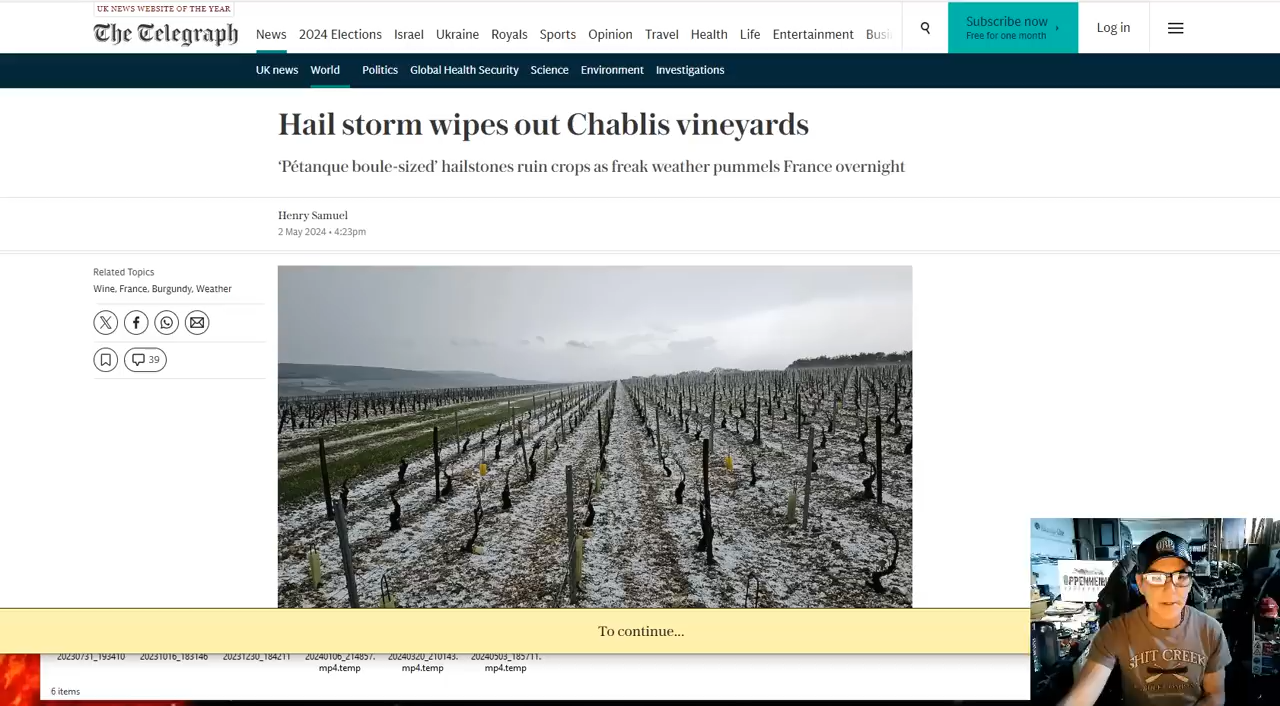 UK NEWS WEBSITE OF THE YEAR
The Telegraph
News 2024 Elections Israel Ukraine Royals Sports Opinion Travel Health Life Entertainment Busi
Subscribe now
Free for one month
Log in
UK news World Politics Global Health Security Science Environment Investigations
Hail storm wipes out Chablis vineyards
‘Pétanque boule-sized’ hailstones ruin crops as freak weather pummels France overnight
Henry Samuel
2 May 2024 • 4:23pm
Related Topics
Wine, France, Burgundy, Weather
39
To continue...
20230731_193410 20231016_183146 20231230_184211 20240106_214857. 20240320_210143. 20240503_185711.
mp4.temp mp4.temp mp4.temp
6 items
OPPENHEIM
SHIT CREEK